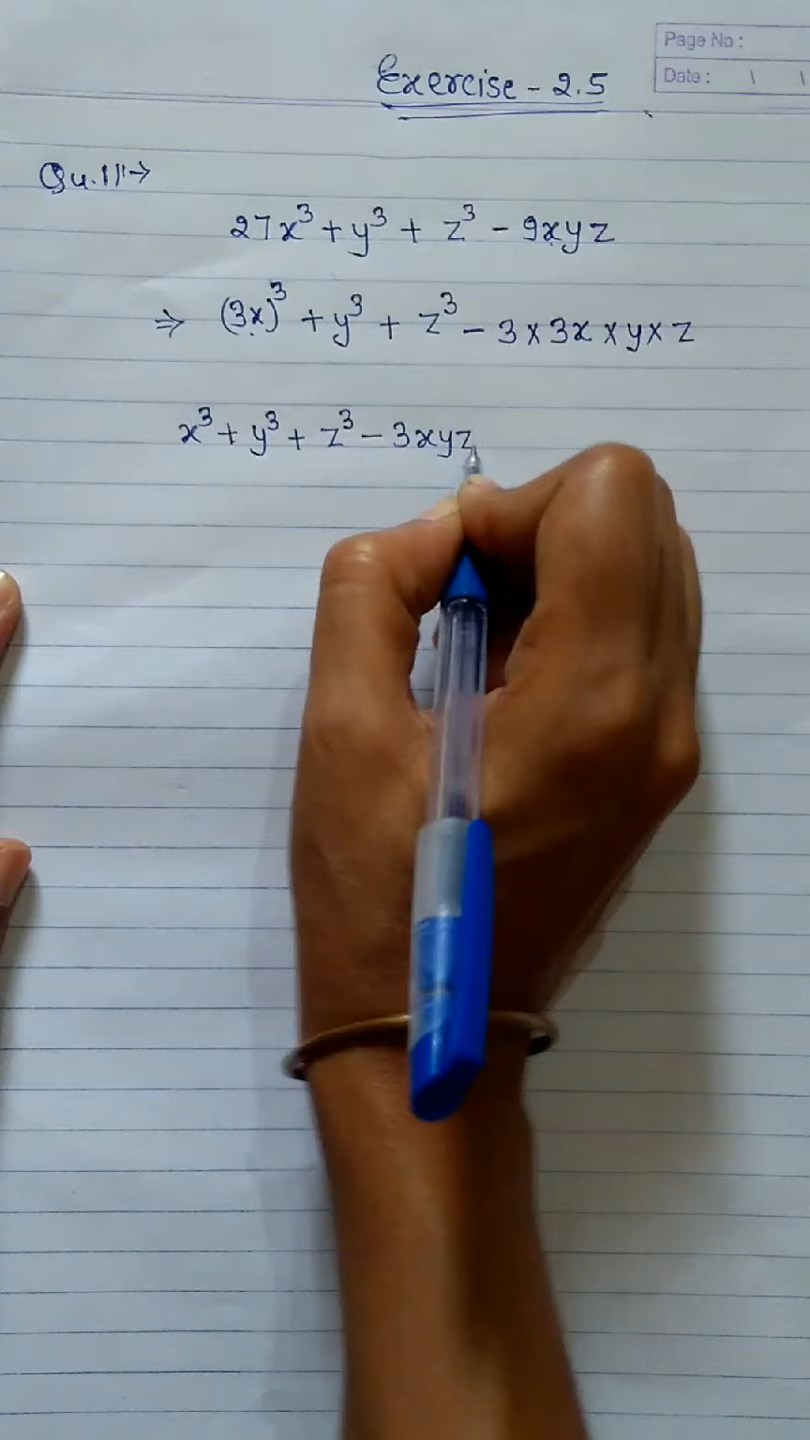 Page No :
Exercise - 2.5
Date : \ \
Qu.11→
27x³ + y³ + z³ - 9xyz
⇒ (3x)³ + y³ + z³ - 3 × 3x × y × z
x³ + y³ + z³ - 3xyz